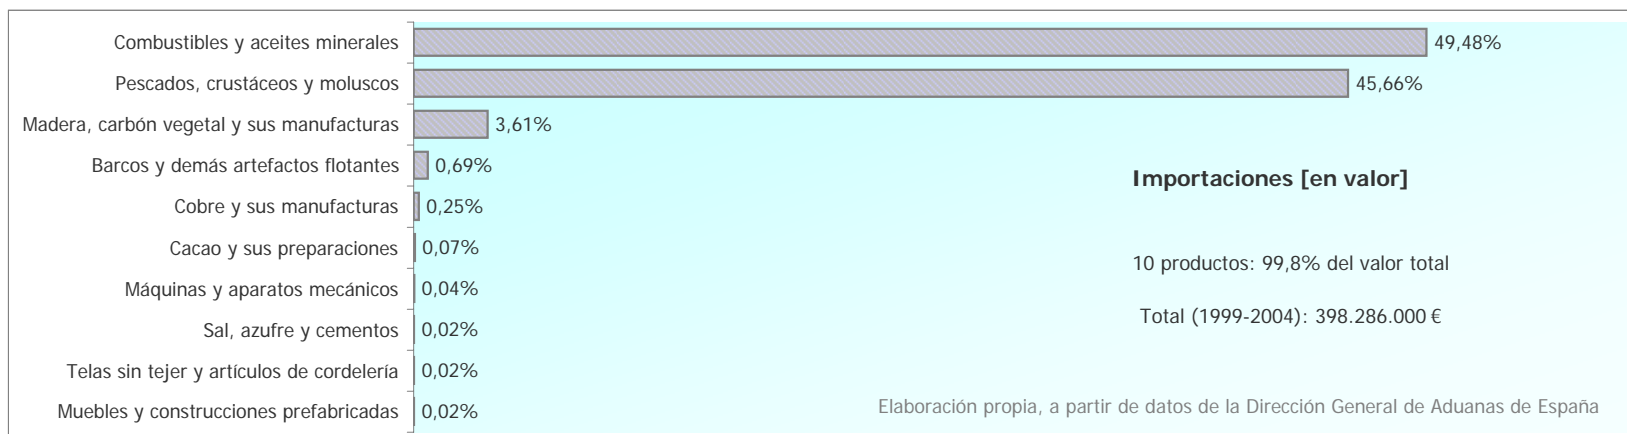 Combustibles y aceites minerales 49,48%
Pescados, crustáceos y moluscos 45,66%
Madera, carbón vegetal y sus manufacturas 3,61%
Barcos y demás artefactos flotantes 0,69%
Cobre y sus manufacturas 0,25%
Cacao y sus preparaciones 0,07%
Máquinas y aparatos mecánicos 0,04%
Sal, azufre y cementos 0,02%
Telas sin tejer y artículos de cordelería 0,02%
Muebles y construcciones prefabricadas 0,02%
Importaciones [en valor]
10 productos: 99,8% del valor total
Total (1999-2004): 398.286.000 €
Elaboración propia, a partir de datos de la Dirección General de Aduanas de España